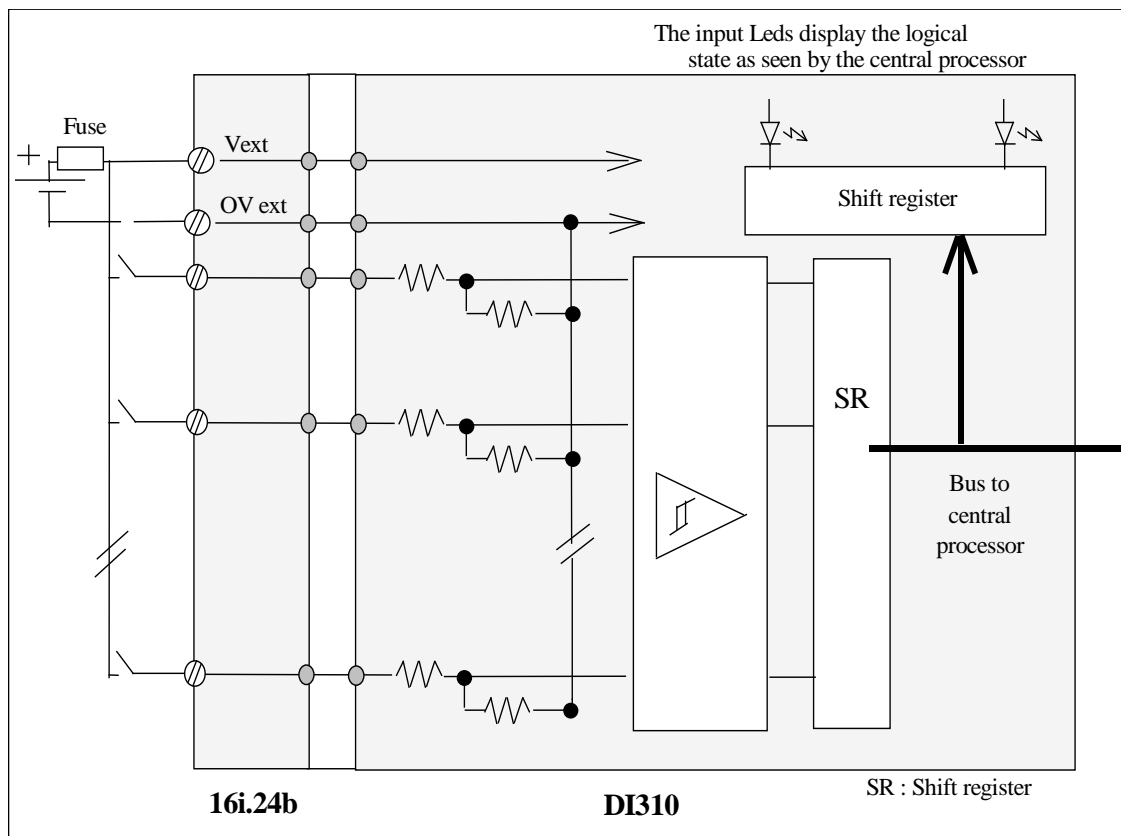 The input Leds display the logical
state as seen by the central processor
Fuse
+
Vext
OV ext
Shift register
SR
Bus to
central
processor
SR : Shift register
16i.24b
DI310